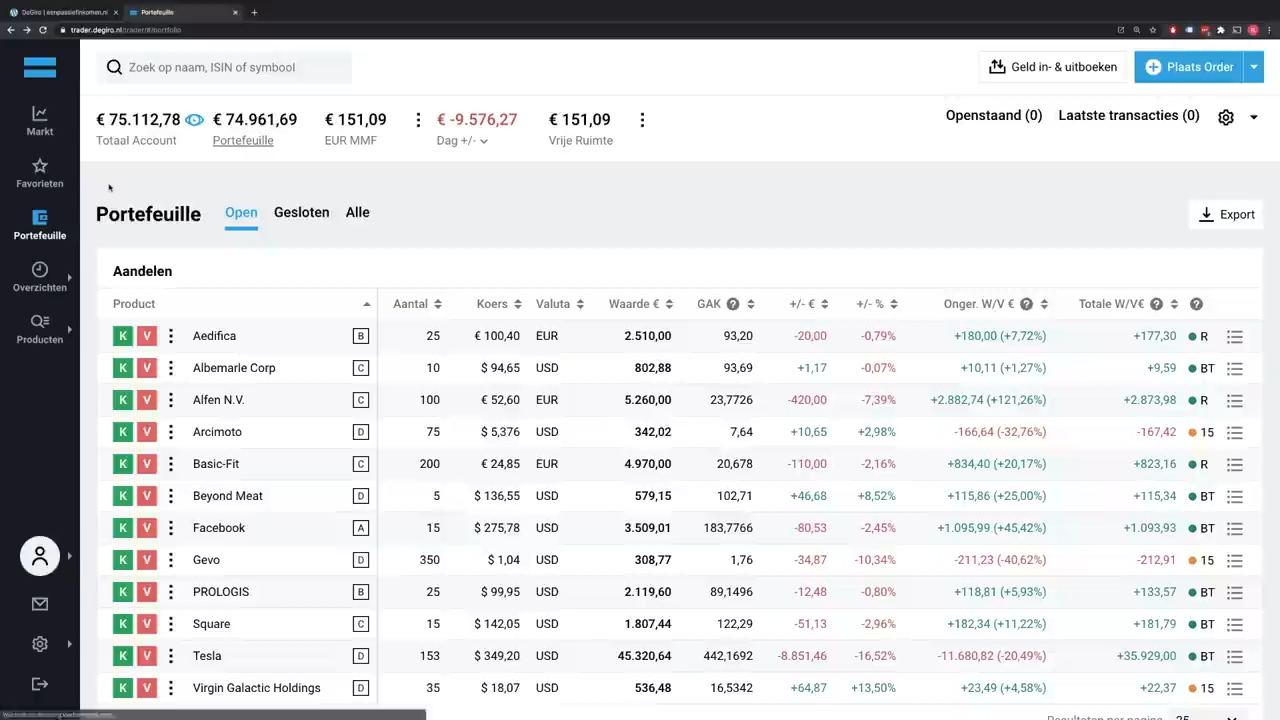 DeGiro | eenpassiefinkomen.nl
Portefeuille
trader.degiro.nl/trader/#/portfolio
Zoek op naam, ISIN of symbool
Geld in- & uitboeken
Plaats Order
€ 75.112,78 € 74.961,69 € 151,09 € -9.576,27 € 151,09
Totaal Account Portefeuille EUR MMF Dag +/- Vrije Ruimte
Openstaand (0) Laatste transacties (0)
Markt
Favorieten
Portefeuille
Overzichten
Producten
Portefeuille Open Gesloten Alle
Export
Aandelen
Product Aantal Koers Valuta Waarde € GAK +/- € +/- % Onger. W/V € Totale W/V€
K V Aedifica B 25 € 100,40 EUR 2.510,00 93,20 -20,00 -0,79% +180,00 (+7,72%) +177,30 R
K V Albemarle Corp C 10 $ 94,65 USD 802,88 93,69 +1,17 -0,07% +10,11 (+1,27%) +9,59 BT
K V Alfen N.V. C 100 € 52,60 EUR 5.260,00 23,7726 -420,00 -7,39% +2.882,74 (+121,26%) +2.873,98 R
K V Arcimoto D 75 $ 5,376 USD 342,02 7,64 +10,65 +2,98% -166,64 (-32,76%) -167,42 15
K V Basic-Fit C 200 € 24,85 EUR 4.970,00 20,678 -110,00 -2,16% +834,40 (+20,17%) +823,16 R
K V Beyond Meat D 5 $ 136,55 USD 579,15 102,71 +46,68 +8,52% +115,86 (+25,00%) +115,34 BT
K V Facebook A 15 $ 275,78 USD 3.509,01 183,7766 -80,53 -2,45% +1.095,99 (+45,42%) +1.093,93 BT
K V Gevo D 350 $ 1,04 USD 308,77 1,76 -34,87 -10,34% -211,23 (-40,62%) -212,91 15
K V PROLOGIS B 25 $ 99,95 USD 2.119,60 89,1496 -12,48 -0,80% +118,81 (+5,93%) +133,57 BT
K V Square C 15 $ 142,05 USD 1.807,44 122,29 -51,13 -2,96% +182,34 (+11,22%) +181,79 BT
K V Tesla D 153 $ 349,20 USD 45.320,64 442,1692 -16,52% -11.680,82 (-20,49%) +35.929,00 BT
K V Virgin Galactic Holdings D 35 $ 18,07 USD 536,48 16,5342 +64,87 +13,50% +23,49 (+4,58%) +22,37 15
Resultaten per pagina 25